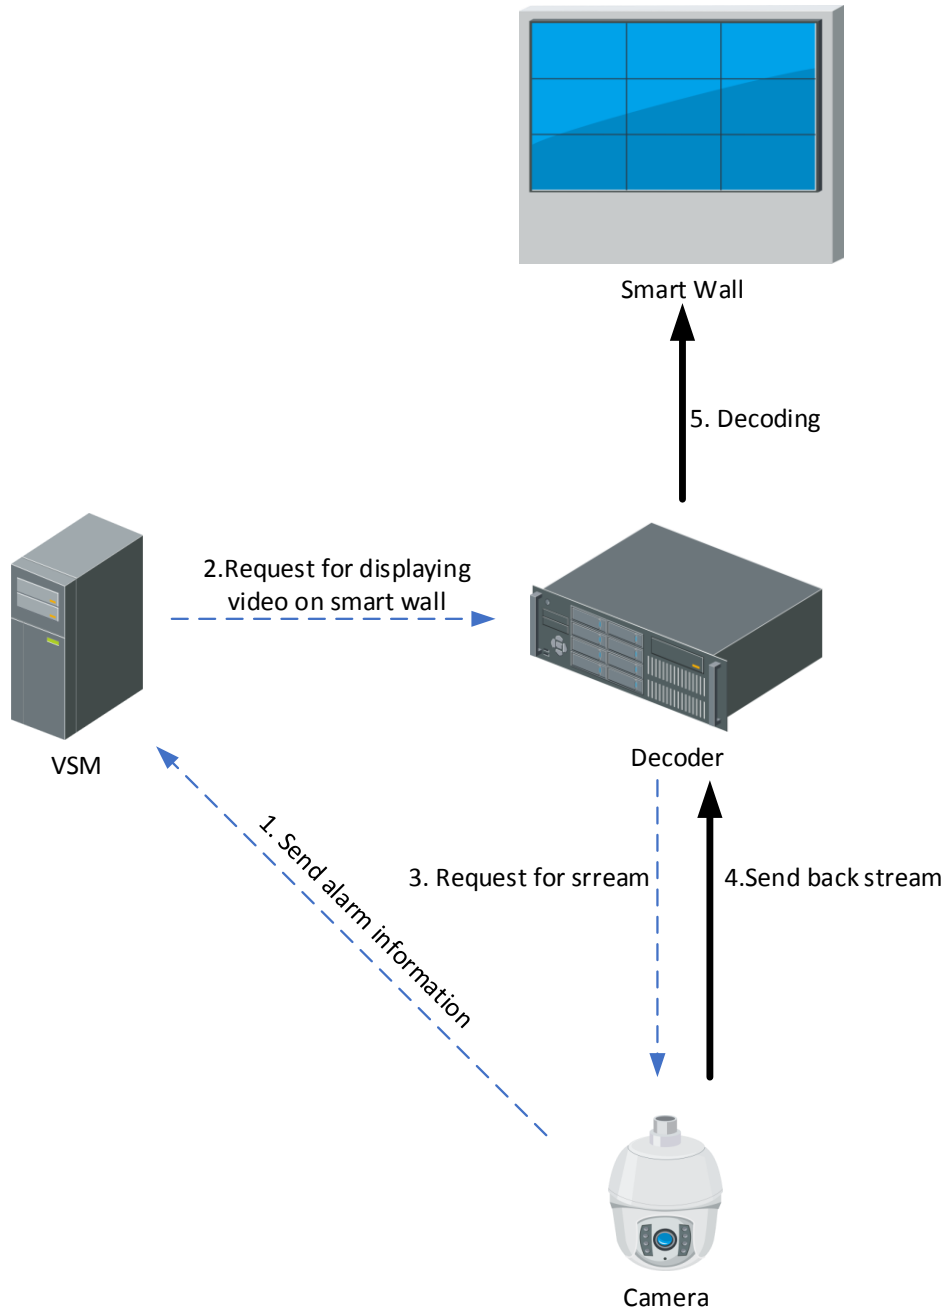 Smart Wall
5. Decoding
2.Request for displaying
video on smart wall
VSM
Decoder
1. Send alarm information
3. Request for srream
4.Send back stream
Camera